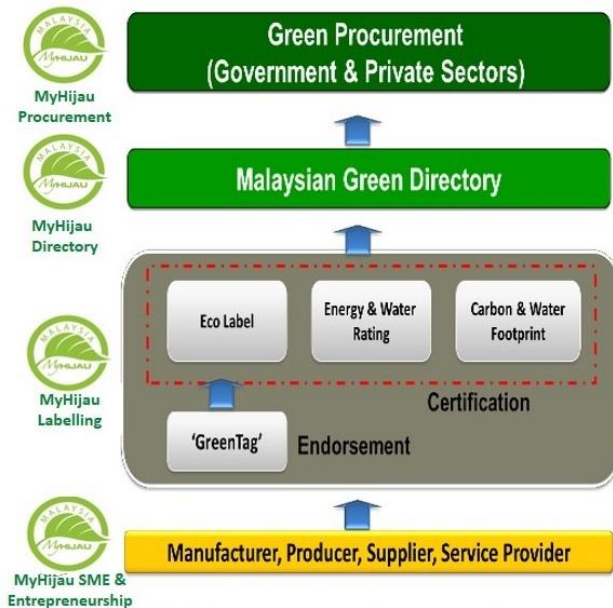 MALAYSIA
MyHIJAU
MyHijau
Procurement
Green Procurement
(Government & Private Sectors)
MALAYSIA
MyHIJAU
MyHijau
Directory
Malaysian Green Directory
MALAYSIA
MyHIJAU
MyHijau
Labelling
Eco Label
Energy & Water
Rating
Carbon & Water
Footprint
Certification
'GreenTag'
Endorsement
MALAYSIA
MyHIJAU
MyHijau SME &
Entrepreneurship
Manufacturer, Producer, Supplier, Service Provider